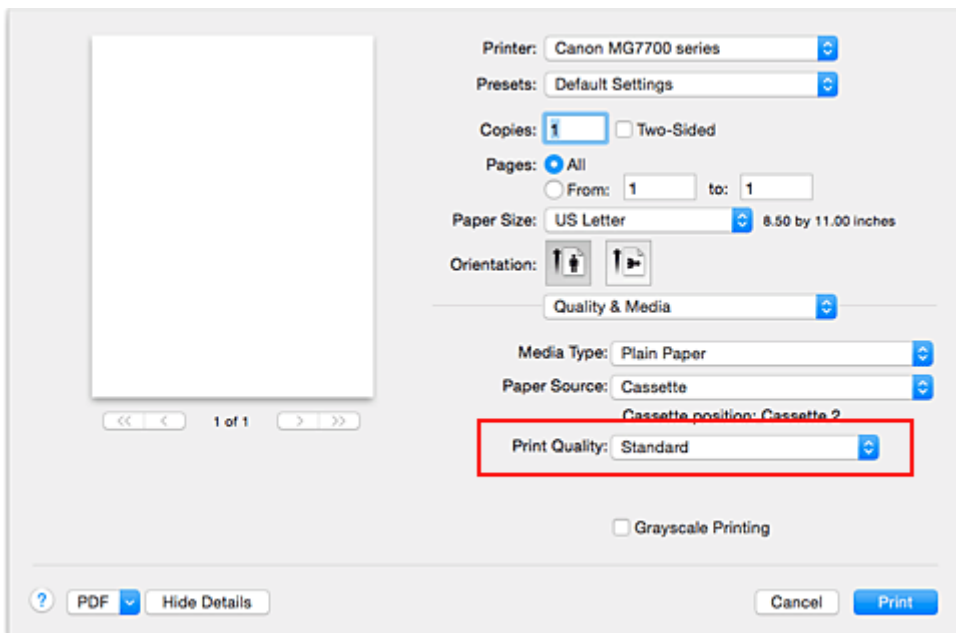 Printer: Canon MG7700 series
Presets: Default Settings
Copies: 1 Two-Sided
Pages: All
From: 1 to: 1
Paper Size: US Letter 8.50 by 11.00 inches
Orientation:
Quality & Media
Media Type: Plain Paper
Paper Source: Cassette
Cassette position: Cassette 2
1 of 1
Print Quality: Standard
Grayscale Printing
? PDF Hide Details Cancel Print